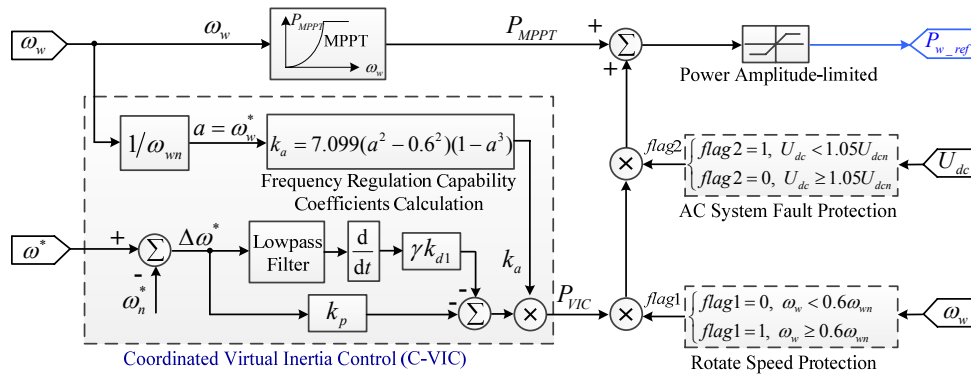 ω_w
ω_w
P_MPPT
MPPT
ω_w
P_MPPT
+
+
∑
Power Amplitude-limited
P_w_ref
1/ω_wn
a = ω_w^*
k_a = 7.099(a² − 0.6²)(1 − a³)
Frequency Regulation Capability
Coefficients Calculation
flag2
×
{ flag2 = 1, U_dc < 1.05U_dcn
flag2 = 0, U_dc ≥ 1.05U_dcn
AC System Fault Protection
U_dc
ω^*
+
-
∑
Δω^*
ω_n^*
Lowpass
Filter
d
dt
γk_d1
k_p
-
-
∑
k_a
×
P_VIC
×
flag1
{ flag1 = 0, ω_w < 0.6ω_wn
flag1 = 1, ω_w ≥ 0.6ω_wn
Rotate Speed Protection
ω_w
Coordinated Virtual Inertia Control (C-VIC)